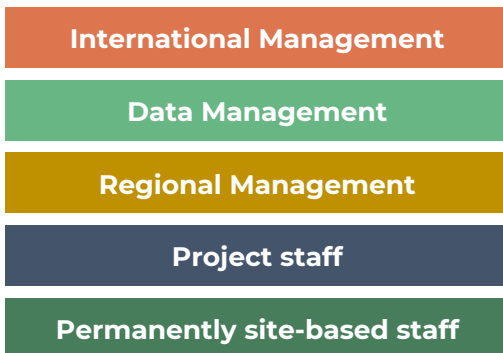 International Management
Data Management
Regional Management
Project staff
Permanently site-based staff